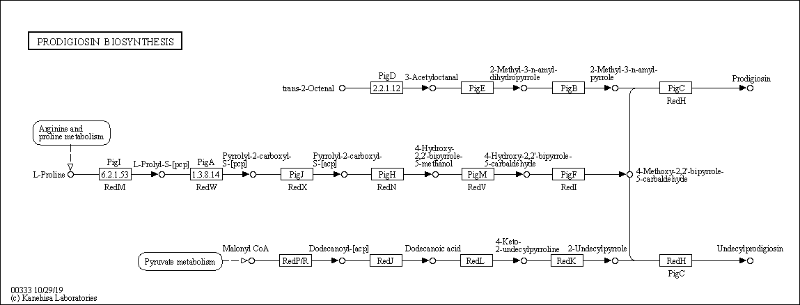 PRODIGIOSIN BIOSYNTHESIS
trans-2-Octenal
PigD
2.2.1.12
3-Acetyloctanal
PigE
2-Methyl-3-n-amyl-
dihydropyrrole
PigB
2-Methyl-3-n-amyl-
pyrrole
PigC
RedH
Prodigiosin
Arginine and
proline metabolism
L-Proline
PigI
6.2.1.53
RedM
L-Prolyl-S-[pcp]
PigA
1.3.8.14
RedW
Pyrrolyl-2-carboxyl-
S-[pcp]
PigJ
RedX
Pyrrolyl-2-carboxyl-
S-[acp]
PigH
RedN
4-Hydroxy-
2,2'-bipyrrole-
5-methanol
PigM
RedV
4-Hydroxy-2,2'-bipyrrole-
5-carbaldehyde
PigF
RedI
4-Methoxy-2,2'-bipyrrole-
5-carbaldehyde
Pyruvate metabolism
Malonyl CoA
RedP/R
Dodecanoyl-[acp]
RedJ
Dodecanoic acid
RedL
4-Keto-
2-undecylpyrroline
RedK
2-Undecylpyrrole
RedH
PigC
Undecylprodigiosin
00333 10/29/19
(c) Kanehisa Laboratories